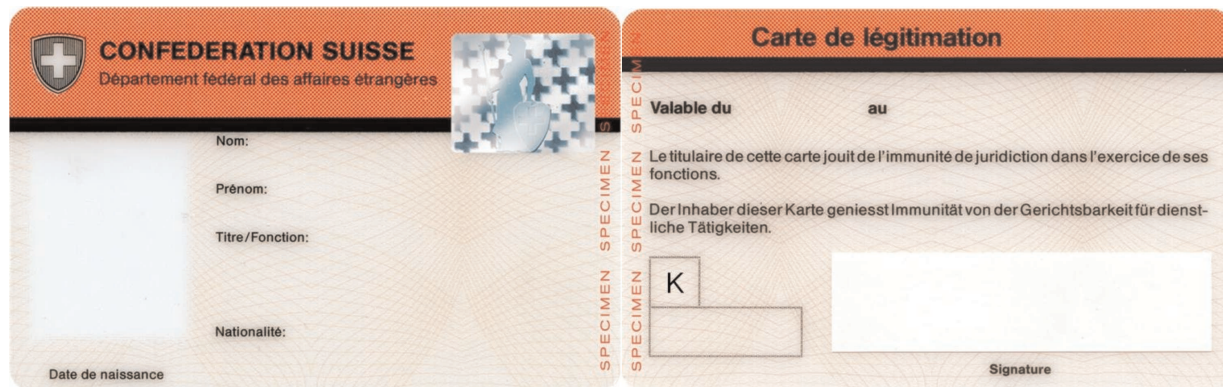 CONFEDERATION SUISSE
Département fédéral des affaires étrangères
Nom:
Prénom:
Titre/Fonction:
Nationalité:
Date de naissance
SPECIMEN SPECIMEN SPECIMEN
Carte de légitimation
Valable du au
Le titulaire de cette carte jouit de l'immunité de juridiction dans l'exercice de ses
fonctions.
Der Inhaber dieser Karte geniesst Immunität von der Gerichtsbarkeit für dienst-
liche Tätigkeiten.
K
Signature
SPECIMEN SPECIMEN SPECIMEN